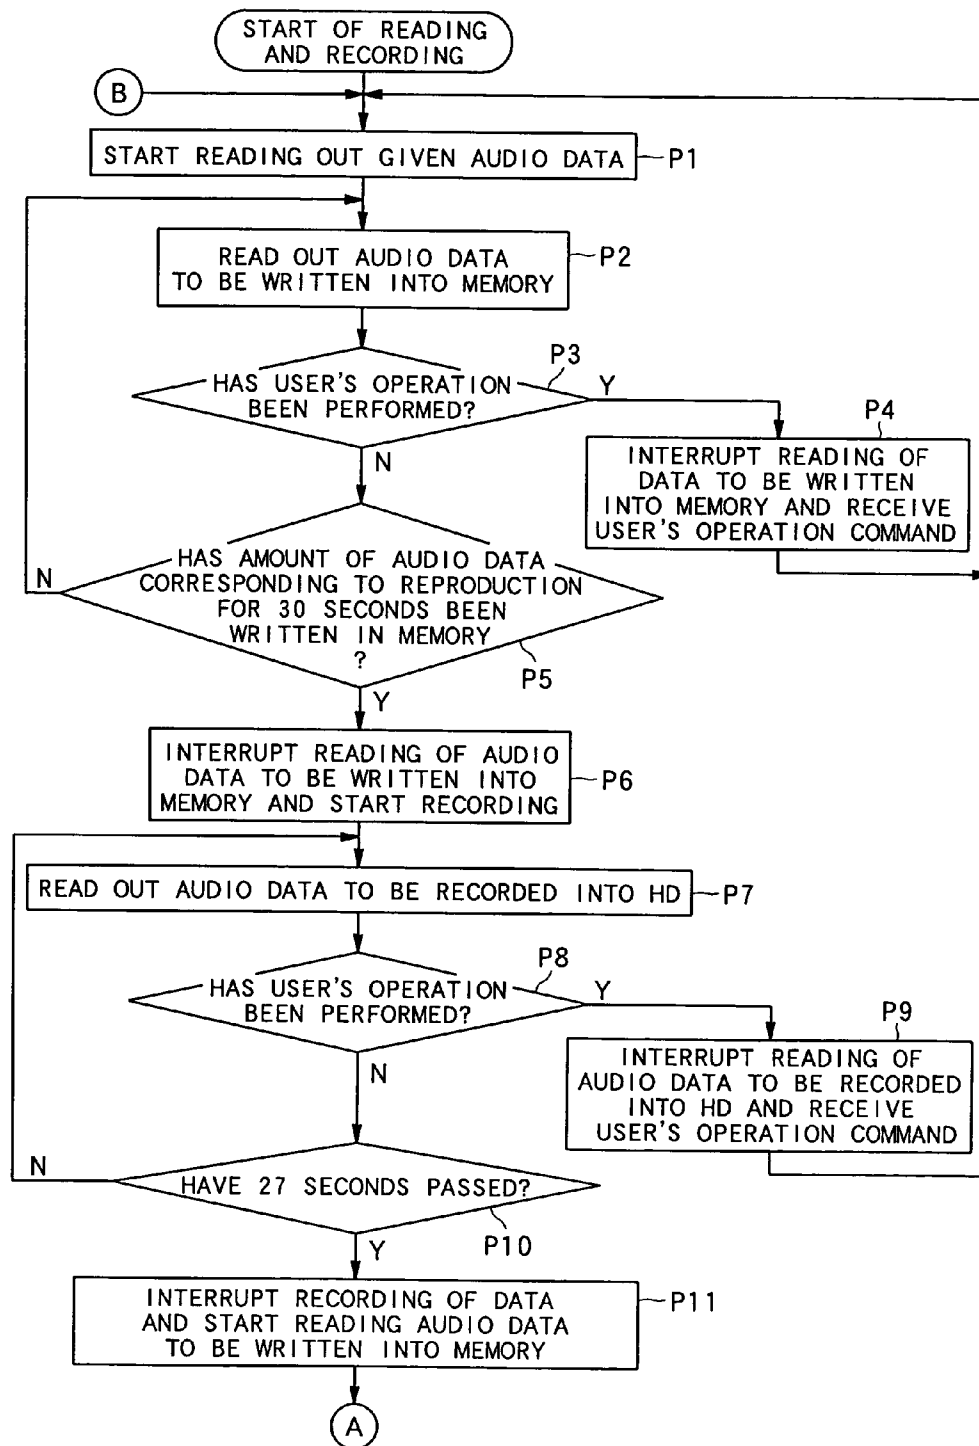 START OF READING
AND RECORDING
B
START READING OUT GIVEN AUDIO DATA
P1
READ OUT AUDIO DATA
TO BE WRITTEN INTO MEMORY
P2
P3
HAS USER'S OPERATION
BEEN PERFORMED?
Y
N
P4
INTERRUPT READING OF
DATA TO BE WRITTEN
INTO MEMORY AND RECEIVE
USER'S OPERATION COMMAND
HAS AMOUNT OF AUDIO DATA
CORRESPONDING TO REPRODUCTION
FOR 30 SECONDS BEEN
WRITTEN IN MEMORY
?
N
P5
Y
INTERRUPT READING OF AUDIO
DATA TO BE WRITTEN INTO
MEMORY AND START RECORDING
P6
READ OUT AUDIO DATA TO BE RECORDED INTO HD
P7
P8
HAS USER'S OPERATION
BEEN PERFORMED?
Y
N
P9
INTERRUPT READING OF
AUDIO DATA TO BE RECORDED
INTO HD AND RECEIVE
USER'S OPERATION COMMAND
N
HAVE 27 SECONDS PASSED?
P10
Y
INTERRUPT RECORDING OF DATA
AND START READING AUDIO DATA
TO BE WRITTEN INTO MEMORY
P11
A